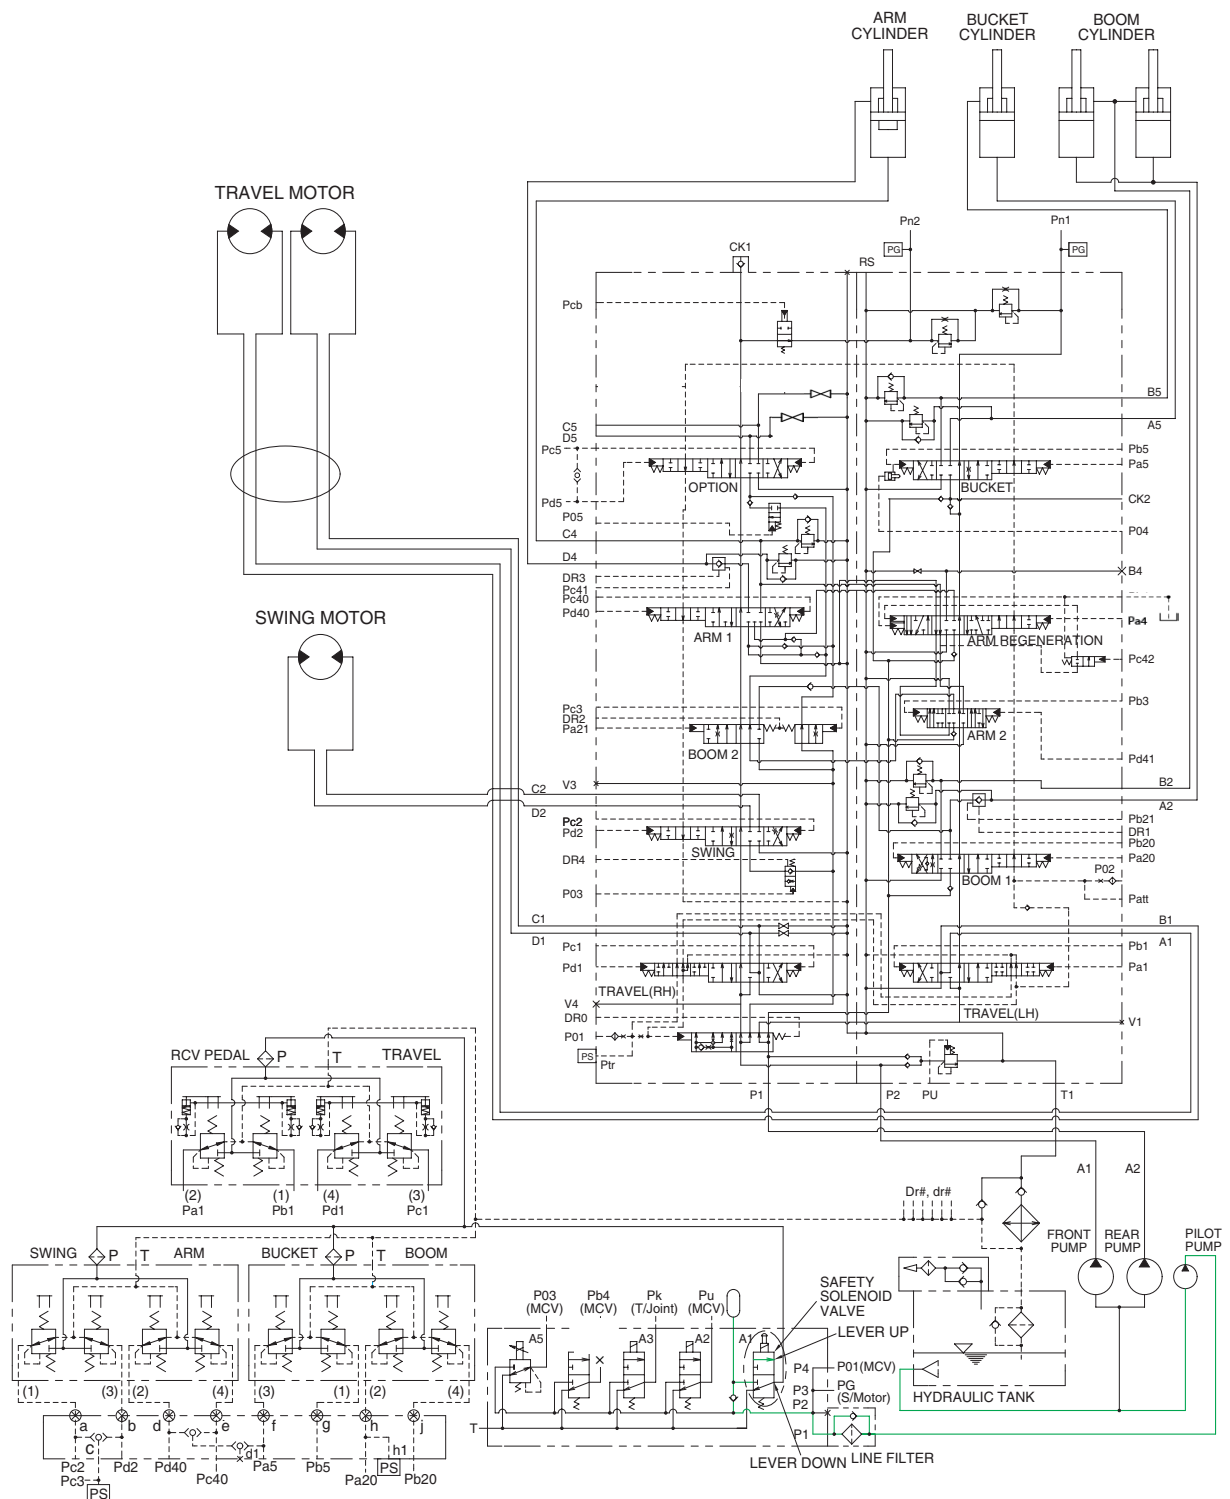 ARM
CYLINDER
BUCKET
CYLINDER
BOOM
CYLINDER
TRAVEL MOTOR
SWING MOTOR
Pn2
Pn1
CK1
PG
PG
RS
Pcb
B5
A5
C5
D5
Pc5
Pb5
Pa5
OPTION
BUCKET
CK2
Pd5
P05
P04
C4
D4
B4
DR3
Pc41
Pc40
Pd40
Pa4
ARM 1
ARM REGENERATION
Pc42
Pc3
DR2
Pa21
Pb3
ARM 2
BOOM 2
Pd41
V3
C2
B2
D2
A2
Pc2
Pd2
Pb21
DR1
Pb20
SWING
DR4
Pa20
BOOM 1
P02
P03
Patt
C1
B1
D1
A1
Pc1
Pb1
Pd1
Pa1
TRAVEL(RH)
V4
TRAVEL(LH)
DR0
V1
P01
PS
Ptr
P1
P2
PU
T1
RCV PEDAL
P
T
TRAVEL
(2)
(1)
(4)
(3)
Pa1
Pb1
Pd1
Pc1
A1
A2
Dr#, dr#
FRONT
PUMP
REAR
PUMP
PILOT
PUMP
SWING
P
T
ARM
BUCKET
P
T
BOOM
P03
(MCV)
Pb4
(MCV)
Pk
(T/Joint)
Pu
(MCV)
SAFETY
SOLENOID
VALVE
LEVER UP
A5
A3
A2
A1
P4
P01(MCV)
P3
PG
(S/Motor)
P2
P1
T
HYDRAULIC TANK
LEVER DOWN
LINE FILTER
(1)
(3)
(2)
(4)
(3)
(1)
(2)
(4)
a
b
d
e
f
g
h
j
c
d1
h1
Pc2
Pd2
Pd40
Pa5
Pb5
PS
Pc3
Pc40
Pa20
Pb20
PS